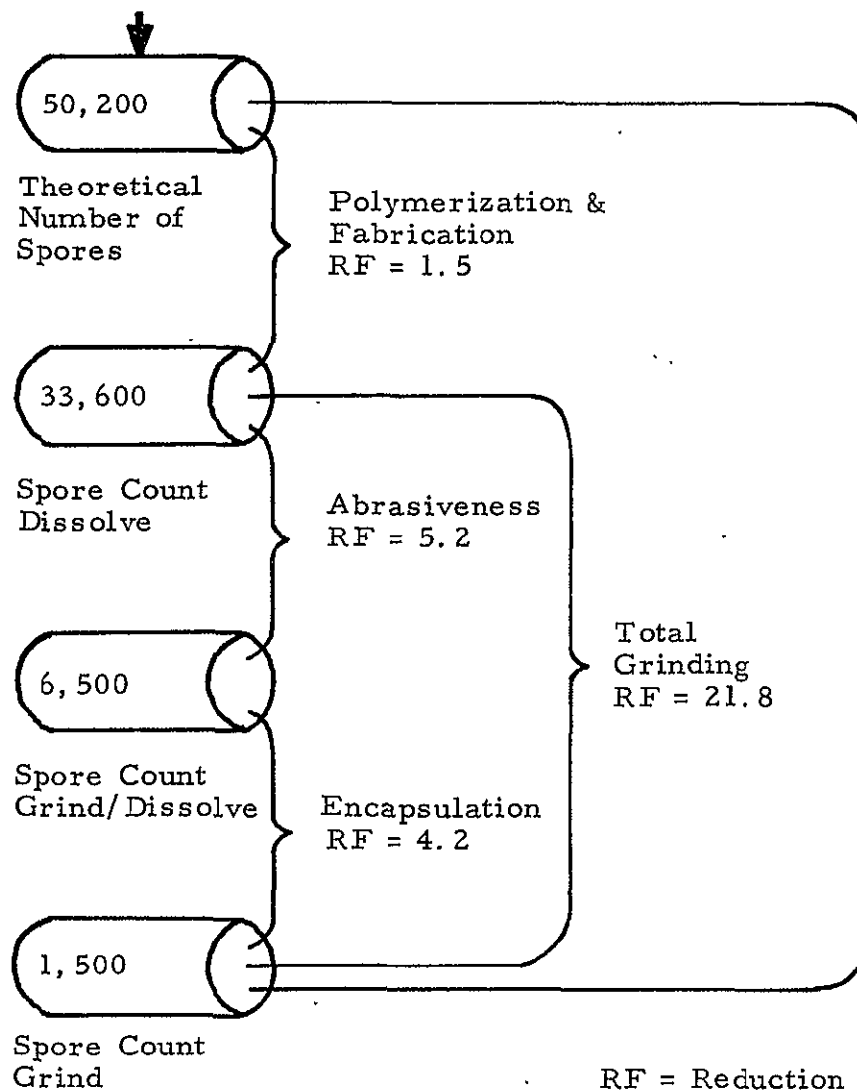 50,200
Theoretical
Number of
Spores
Polymerization &
Fabrication
RF = 1.5
33,600
Spore Count
Dissolve
Abrasiveness
RF = 5.2
Total
Grinding
RF = 21.8
6,500
Spore Count
Grind/Dissolve
Encapsulation
RF = 4.2
1,500
Spore Count
Grind
RF = Reduction